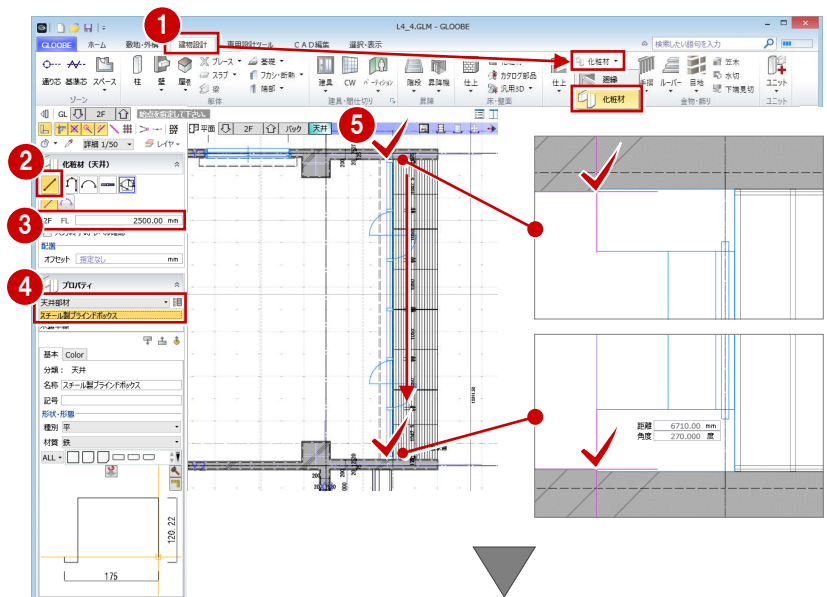 1
L4_4.GLM - GLOOBE
GLOOBE ホーム 敷地・外構 建物設計 専用設計ツール CAD編集 選択・表示
検索したい語句を入力
通り芯 基準芯 スペース
ゾーン
柱 壁 屋根
ブレース
スラブ
梁
基礎
フカシ・断熱
端部
躯体
建具 CW パーティション
建具・間仕切り
階段 昇降機
昇降
仕上
カタログ部品
汎用3D
床・壁面
仕上
化粧材
廻縁
化粧材
手摺 ルーバー 目地
笠木
水切
下端見切
金物・飾り
ユニット
ユニット
GL 2F 始点を指定して下さい。
詳細 1/50 レイヤー
平面 2F バック 天井
5
2
化粧材 (天井)
3
2F FL 2500.00 mm
配置
オフセット 指定なし mm
4
プロパティ
天井部材
スチール製ブラインドボックス
基本 Color
分類： 天井
名称 スチール製ブラインドボックス
記号
形状・形態
種別 平
材質 鉄
ALL
120 22
175
距離 6710.00 mm
角度 270.000 度